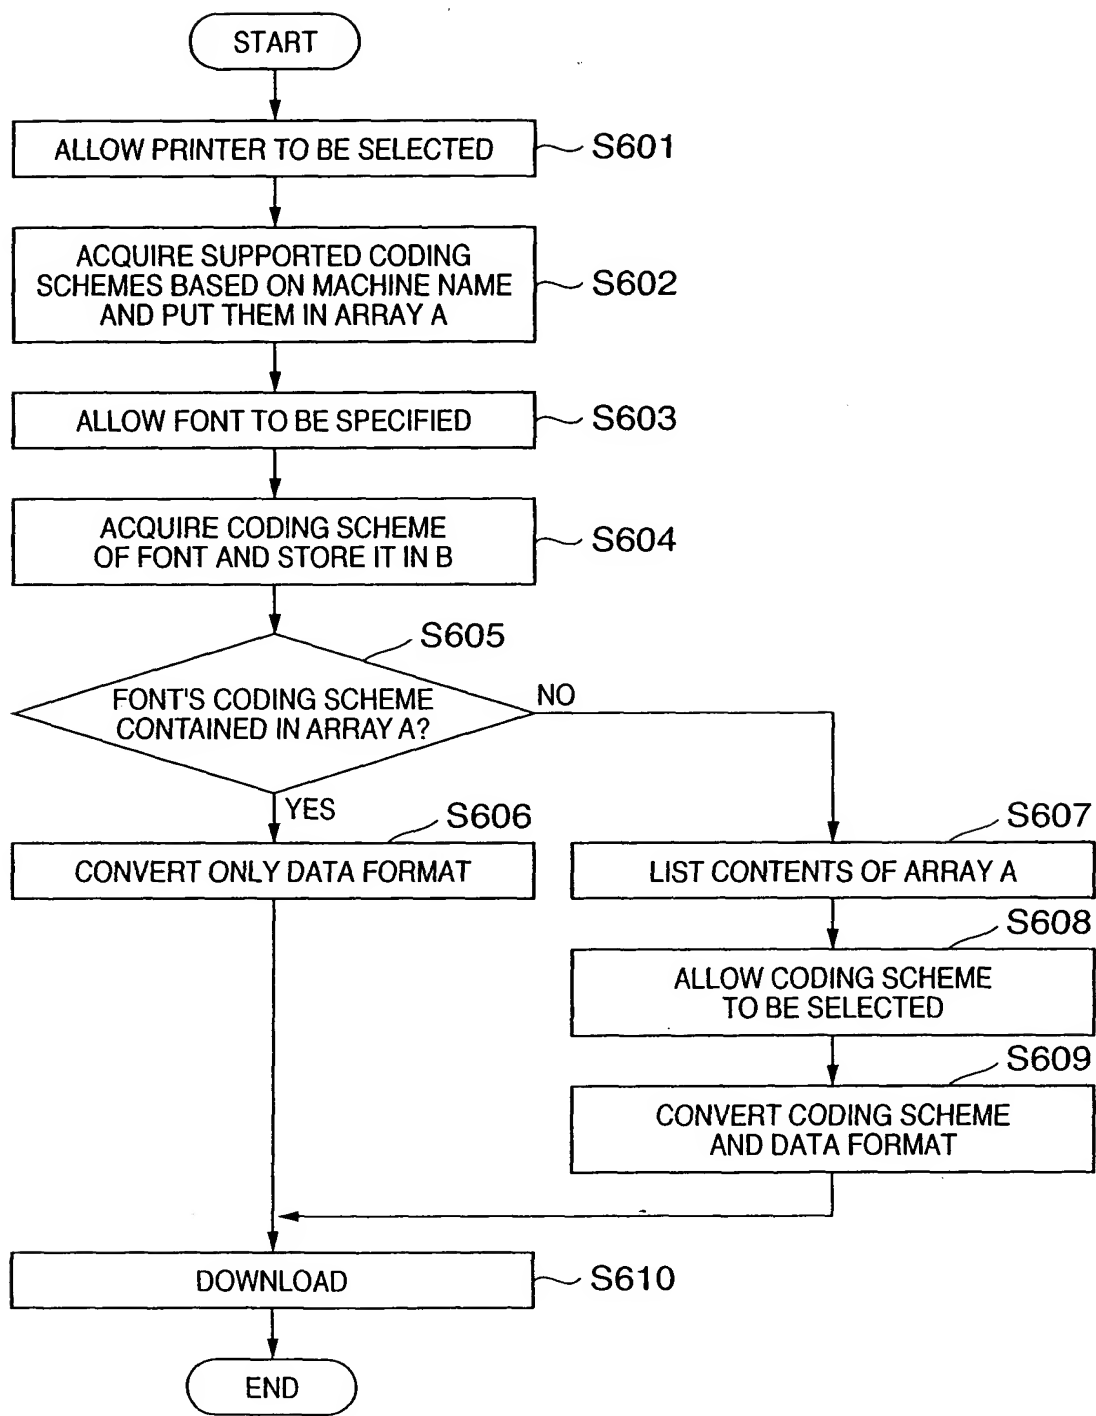 START
ALLOW PRINTER TO BE SELECTED
S601
ACQUIRE SUPPORTED CODING
SCHEMES BASED ON MACHINE NAME
AND PUT THEM IN ARRAY A
S602
ALLOW FONT TO BE SPECIFIED
S603
ACQUIRE CODING SCHEME
OF FONT AND STORE IT IN B
S604
S605
FONT'S CODING SCHEME
CONTAINED IN ARRAY A?
NO
YES
S606
CONVERT ONLY DATA FORMAT
S607
LIST CONTENTS OF ARRAY A
S608
ALLOW CODING SCHEME
TO BE SELECTED
S609
CONVERT CODING SCHEME
AND DATA FORMAT
DOWNLOAD
S610
END